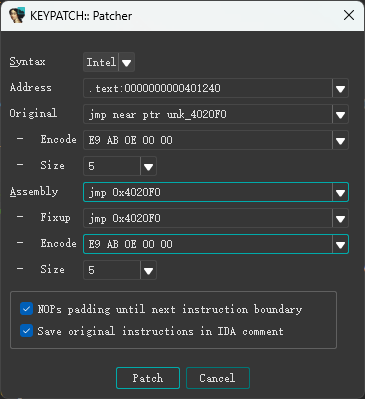 KEYPATCH:: Patcher
Syntax Intel
Address .text:0000000000401240
Original jmp near ptr unk_4020F0
- Encode E9 AB 0E 00 00
- Size 5
Assembly jmp 0x4020F0
- Fixup jmp 0x4020F0
- Encode E9 AB 0E 00 00
- Size 5
NOPs padding until next instruction boundary
Save original instructions in IDA comment
Patch Cancel